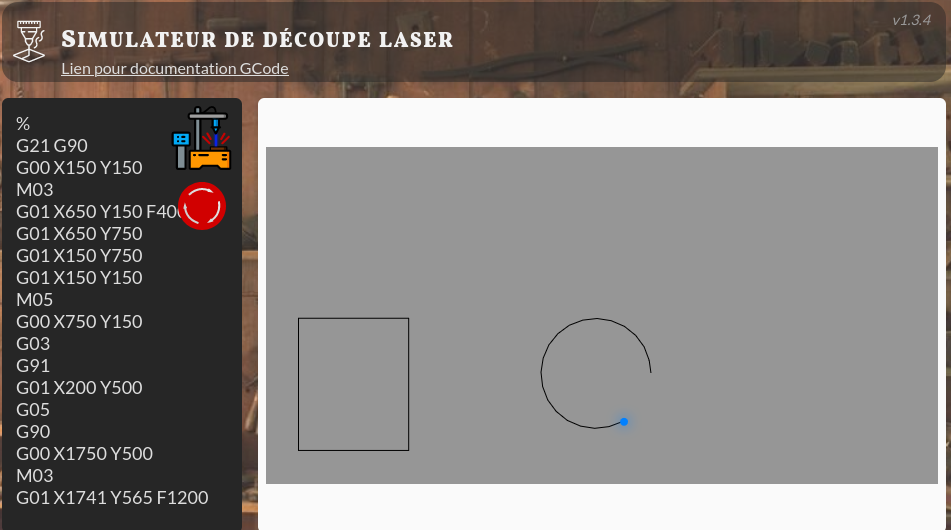 v1.3.4
Simulateur de découpe laser
Lien pour documentation GCode
%
G21 G90
G00 X150 Y150
M03
G01 X650 Y150
G01 X650 Y750
G01 X150 Y750
G01 X150 Y150
M05
G00 X750 Y150
G03
G91
G01 X200 Y500
G05
G90
G00 X1750 Y500
M03
G01 X1741 Y565 F1200